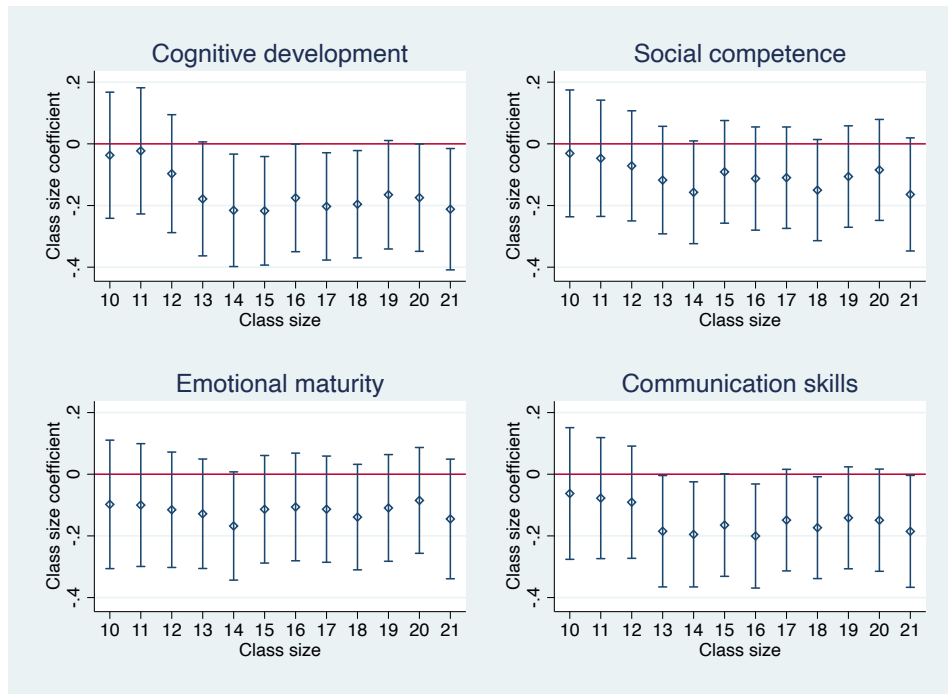 Cognitive development
Class size coefficient
.2
0
-.2
-.4
10 11 12 13 14 15 16 17 18 19 20 21
Class size
Social competence
Class size coefficient
.2
0
-.2
-.4
10 11 12 13 14 15 16 17 18 19 20 21
Class size
Emotional maturity
Class size coefficient
.2
0
-.2
-.4
10 11 12 13 14 15 16 17 18 19 20 21
Class size
Communication skills
Class size coefficient
.2
0
-.2
-.4
10 11 12 13 14 15 16 17 18 19 20 21
Class size